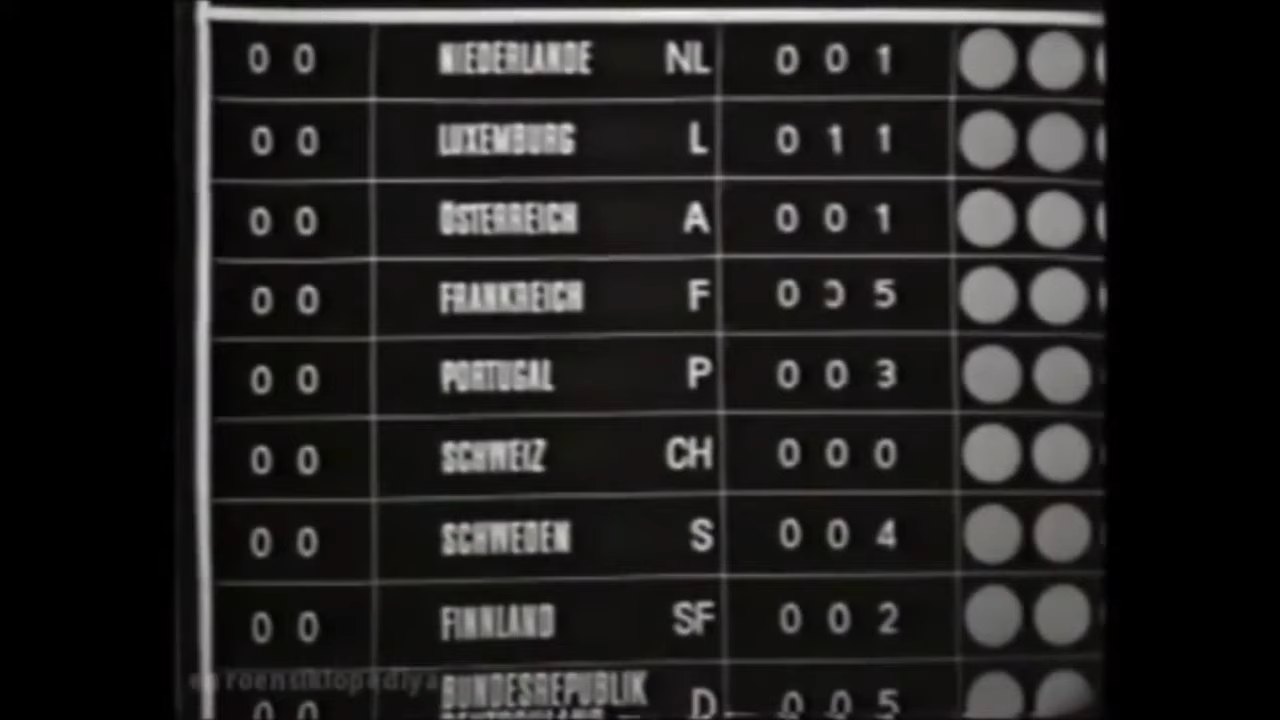 0 0 NIEDERLANDE NL 0 0 1
0 0 LUXEMBURG L 0 1 1
0 0 ÖSTERREICH A 0 0 1
0 0 FRANKREICH F 0 0 5
0 0 PORTUGAL P 0 0 3
0 0 SCHWEIZ CH 0 0 0
0 0 SCHWEDEN S 0 0 4
0 0 FINNLAND SF 0 0 2
BUNDESREPUBLIK
0 0 DEUTSCHLAND D 0 0 5